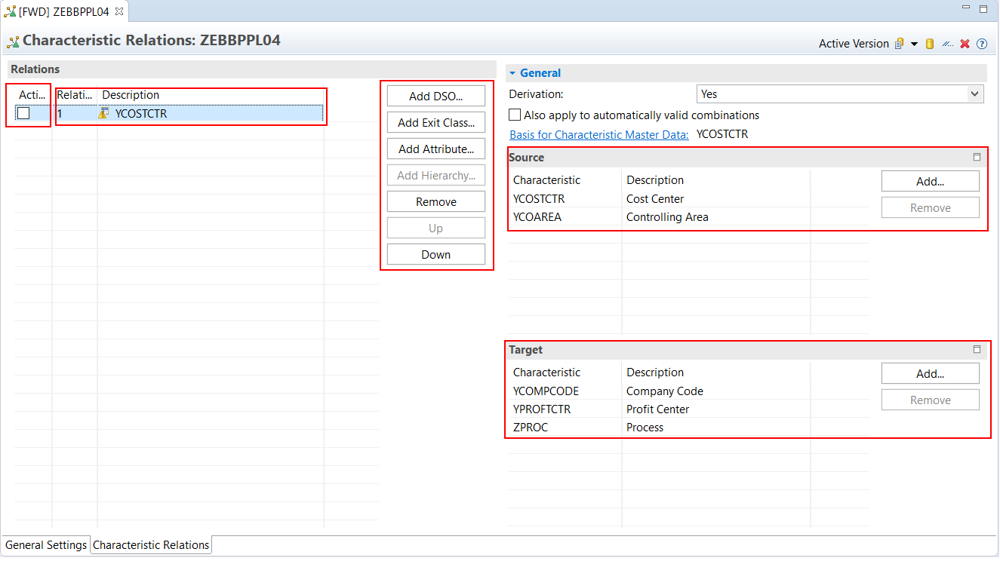 [FWD] ZEBBPPL04
Characteristic Relations: ZEBBPPL04
Active Version
Relations
Acti... Relati... Description
1 YCOSTCTR
Add DSO...
Add Exit Class...
Add Attribute...
Add Hierarchy...
Remove
Up
Down
General
Derivation: Yes
Also apply to automatically valid combinations
Basis for Characteristic Master Data: YCOSTCTR
Source
Characteristic Description
YCOSTCTR Cost Center
YCOAREA Controlling Area
Add...
Remove
Target
Characteristic Description
YCOMPCODE Company Code
YPROFTCTR Profit Center
ZPROC Process
Add...
Remove
General Settings Characteristic Relations